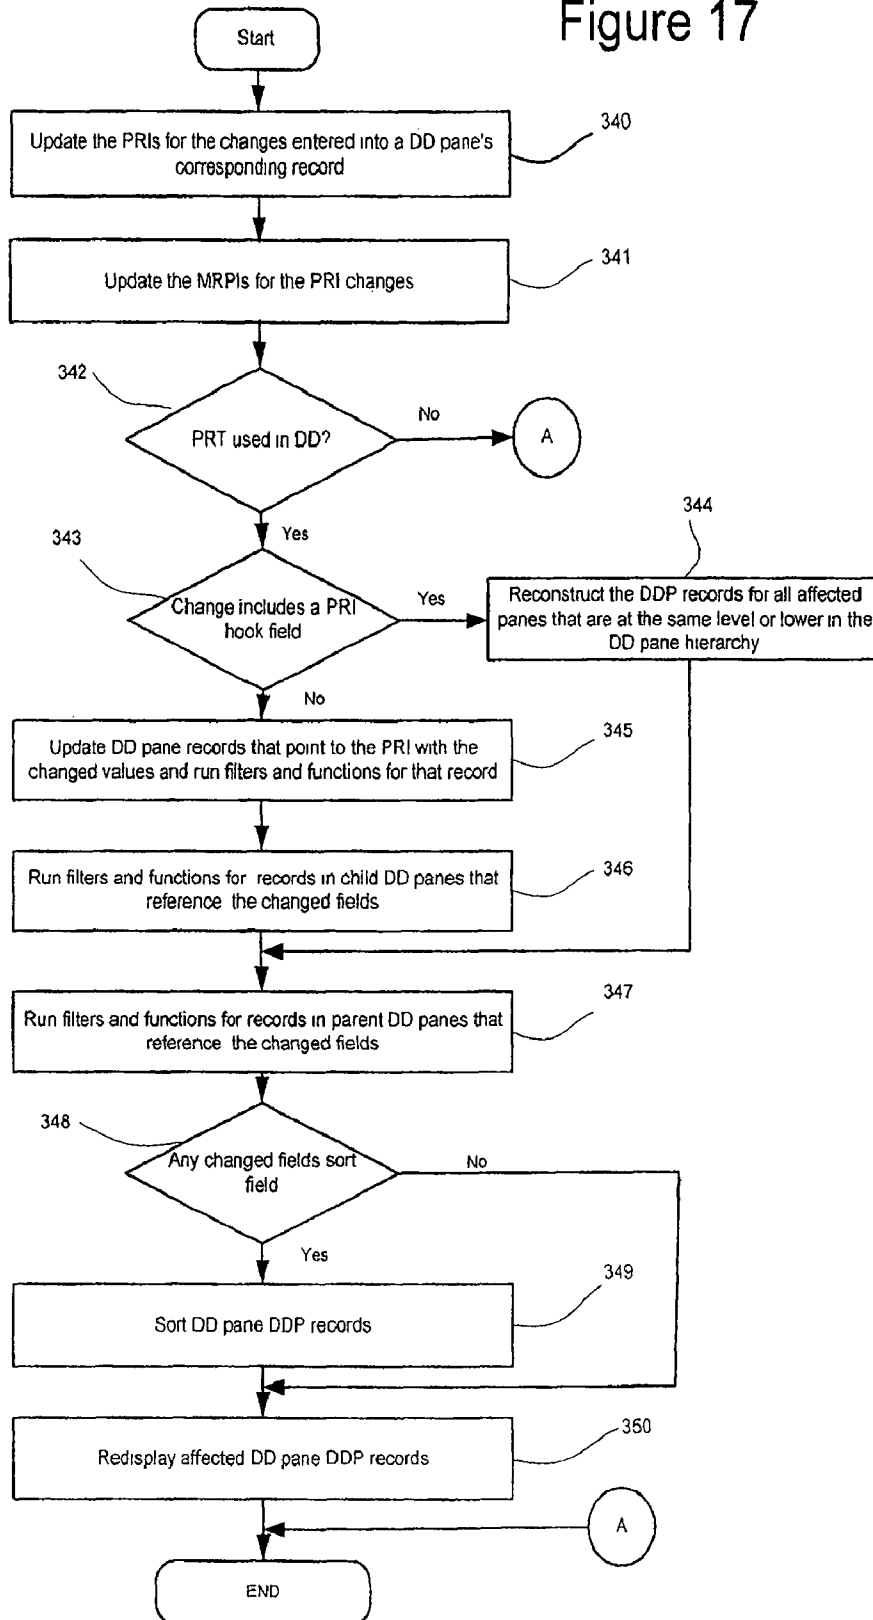 Figure 17
Start
340
Update the PRIs for the changes entered into a DD pane's
corresponding record
341
Update the MRPIs for the PRI changes
342
No
PRT used in DD?
A
344
343
Yes
Change includes a PRI
hook field
Yes
Reconstruct the DDP records for all affected
panes that are at the same level or lower in the
DD pane hierarchy
No
345
Update DD pane records that point to the PRI with the
changed values and run filters and functions for that record
346
Run filters and functions for records in child DD panes that
reference the changed fields
347
Run filters and functions for records in parent DD panes that
reference the changed fields
348
Any changed fields sort
field
No
Yes
349
Sort DD pane DDP records
350
Redisplay affected DD pane DDP records
A
END